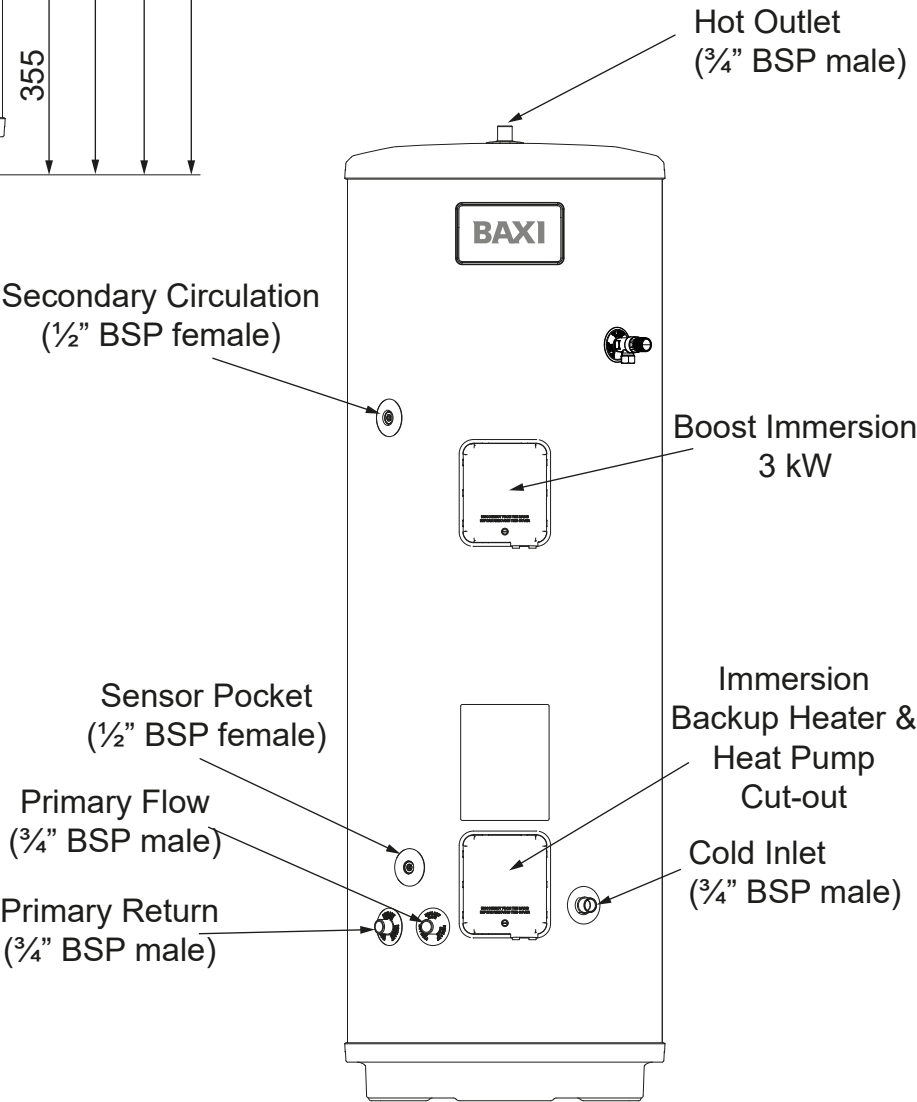 355
Hot Outlet
(¾” BSP male)
BAXI
Secondary Circulation
(½” BSP female)
Boost Immersion
3 kW
Sensor Pocket
(½” BSP female)
Immersion
Backup Heater &
Heat Pump
Cut-out
Primary Flow
(¾” BSP male)
Cold Inlet
(¾” BSP male)
Primary Return
(¾” BSP male)